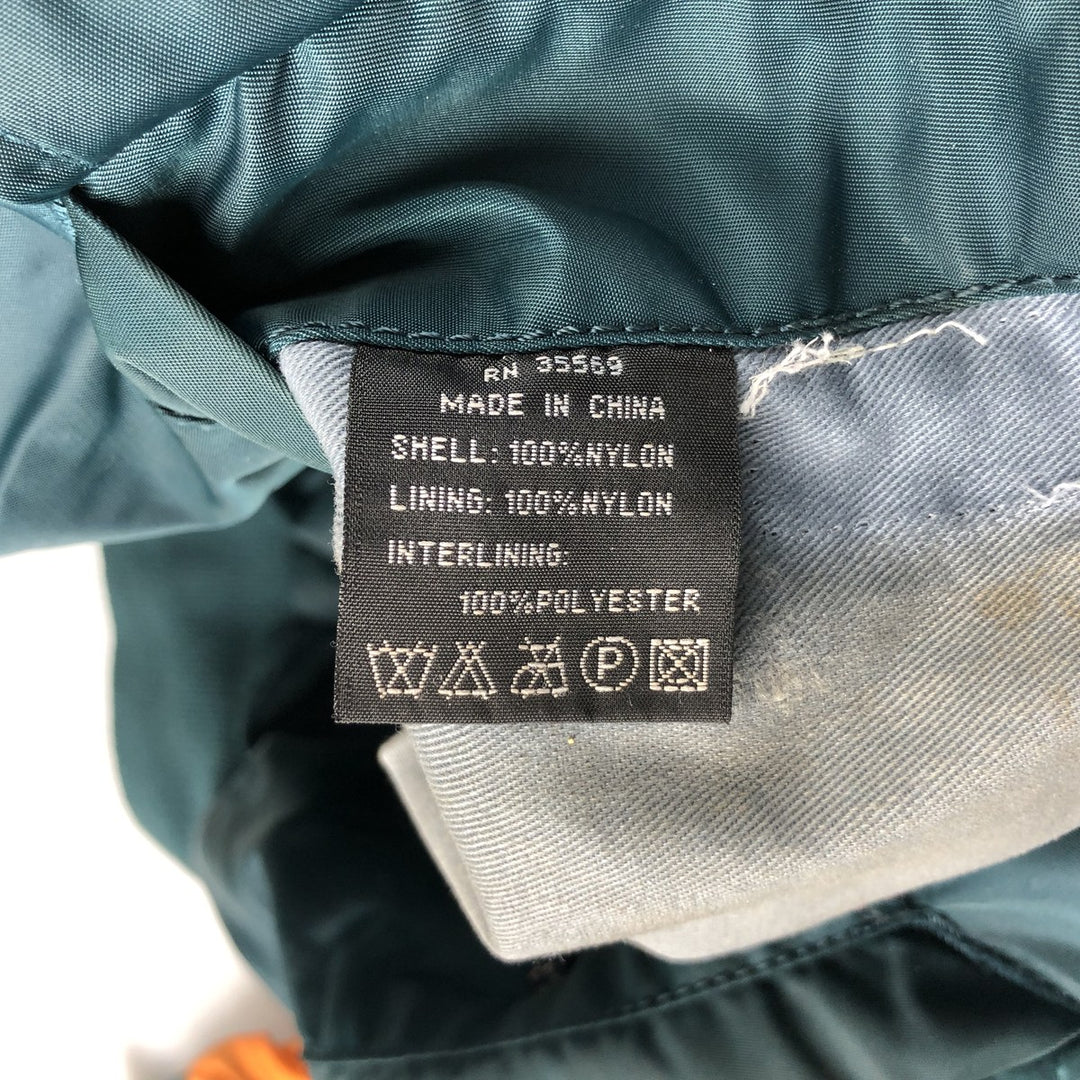 RN 35569
MADE IN CHINA
SHELL: 100%NYLON
LINING: 100%NYLON
INTERLINING:
100%POLYESTER
P